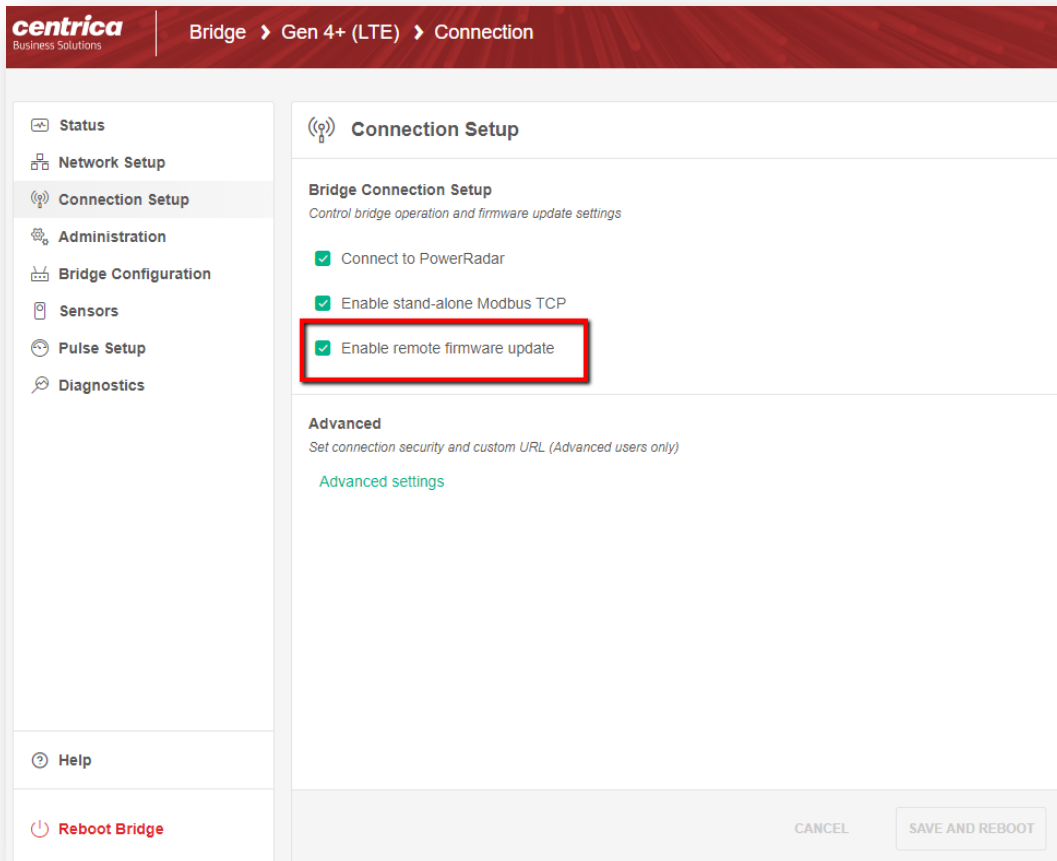 centrica
Business Solutions
Bridge > Gen 4+ (LTE) > Connection
Status
Network Setup
Connection Setup
Administration
Bridge Configuration
Sensors
Pulse Setup
Diagnostics
Help
Reboot Bridge
Connection Setup
Bridge Connection Setup
Control bridge operation and firmware update settings
Connect to PowerRadar
Enable stand-alone Modbus TCP
Enable remote firmware update
Advanced
Set connection security and custom URL (Advanced users only)
Advanced settings
CANCEL
SAVE AND REBOOT